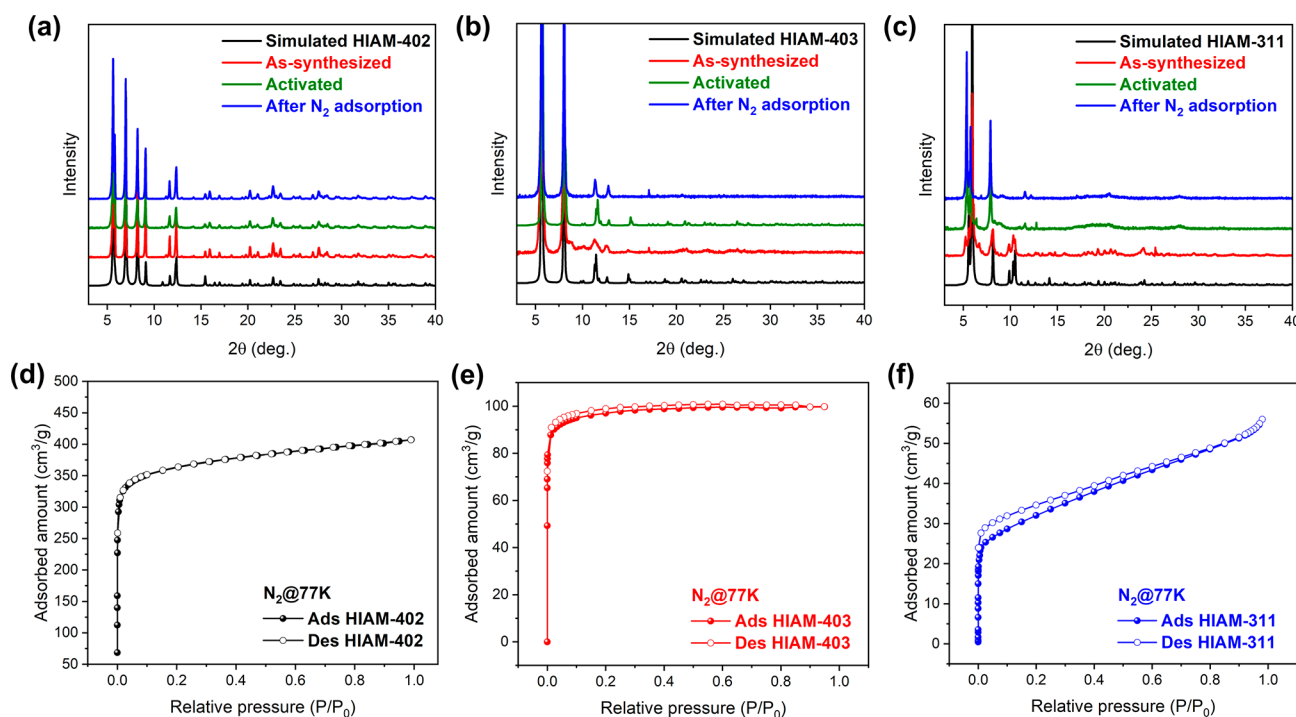 (a)
Simulated HIAM-402
As-synthesized
Activated
After N₂ adsorption
Intensity
5 10 15 20 25 30 35 40
2θ (deg.)
(b)
Simulated HIAM-403
As-synthesized
Activated
After N₂ adsorption
Intensity
5 10 15 20 25 30 35 40
2θ (deg.)
(c)
Simulated HIAM-311
As-synthesized
Activated
After N₂ adsorption
Intensity
5 10 15 20 25 30 35 40
2θ (deg.)
(d)
500
450
400
350
300
250
200
150
100
50
Adsorbed amount (cm³/g)
N₂@77K
Ads HIAM-402
Des HIAM-402
0.0 0.2 0.4 0.6 0.8 1.0
Relative pressure (P/P₀)
(e)
100
80
60
40
20
0
Adsorbed amount (cm³/g)
N₂@77K
Ads HIAM-403
Des HIAM-403
0.0 0.2 0.4 0.6 0.8 1.0
Relative pressure (P/P₀)
(f)
60
50
40
30
20
10
0
Adsorbed amount (cm³/g)
N₂@77K
Ads HIAM-311
Des HIAM-311
0.0 0.2 0.4 0.6 0.8 1.0
Relative pressure (P/P₀)